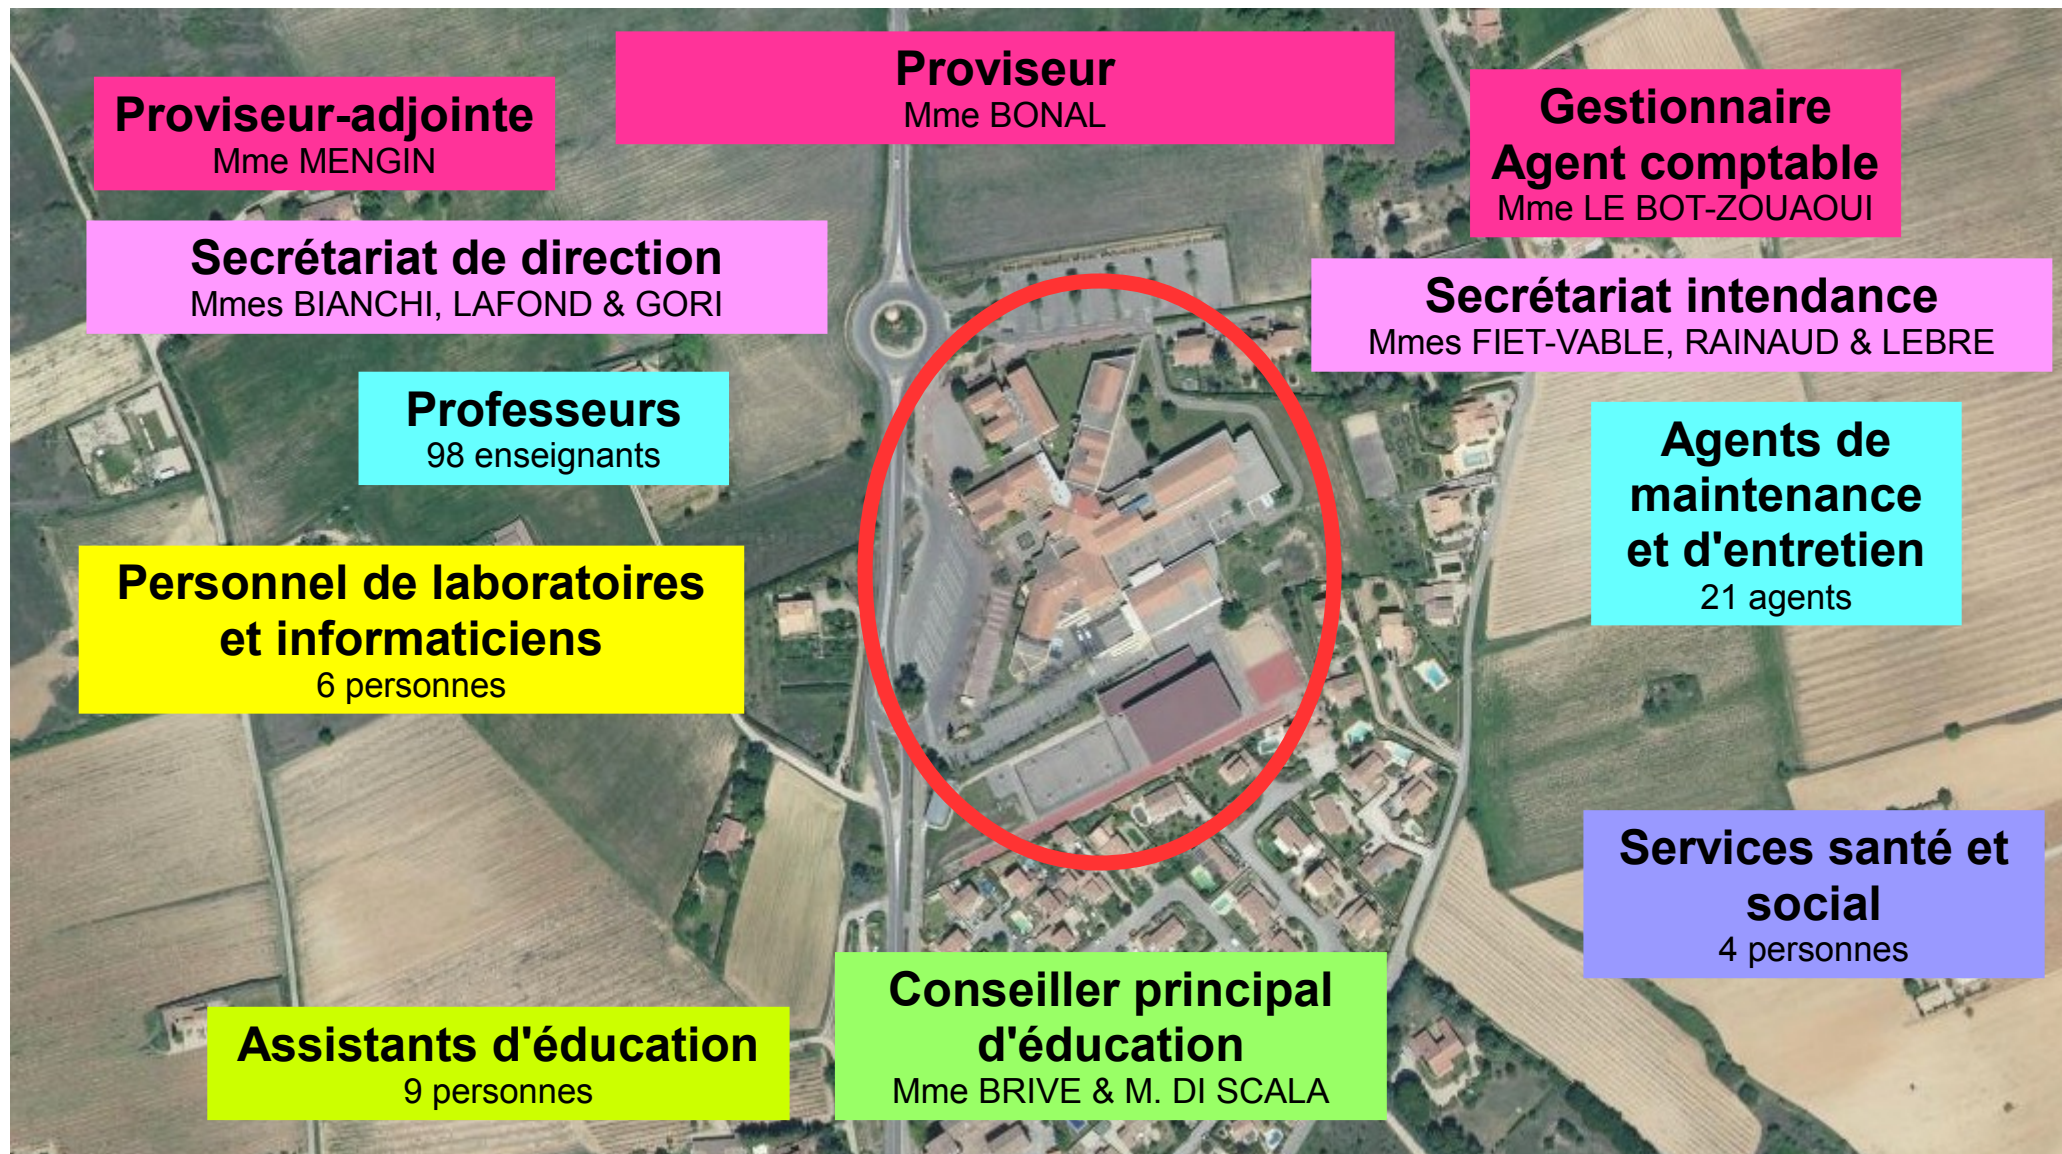 Proviseur
Mme BONAL
Proviseur-adjointe
Mme MENGIN
Gestionnaire
Agent comptable
Mme LE BOT-ZOUAOUI
Secrétariat de direction
Mmes BIANCHI, LAFOND & GORI
Secrétariat intendance
Mmes FIET-VABLE, RAINAUD & LEBRE
Professeurs
98 enseignants
Agents de
maintenance
et d'entretien
21 agents
Personnel de laboratoires
et informaticiens
6 personnes
Services santé et
social
4 personnes
Assistants d'éducation
9 personnes
Conseiller principal
d'éducation
Mme BRIVE & M. DI SCALA